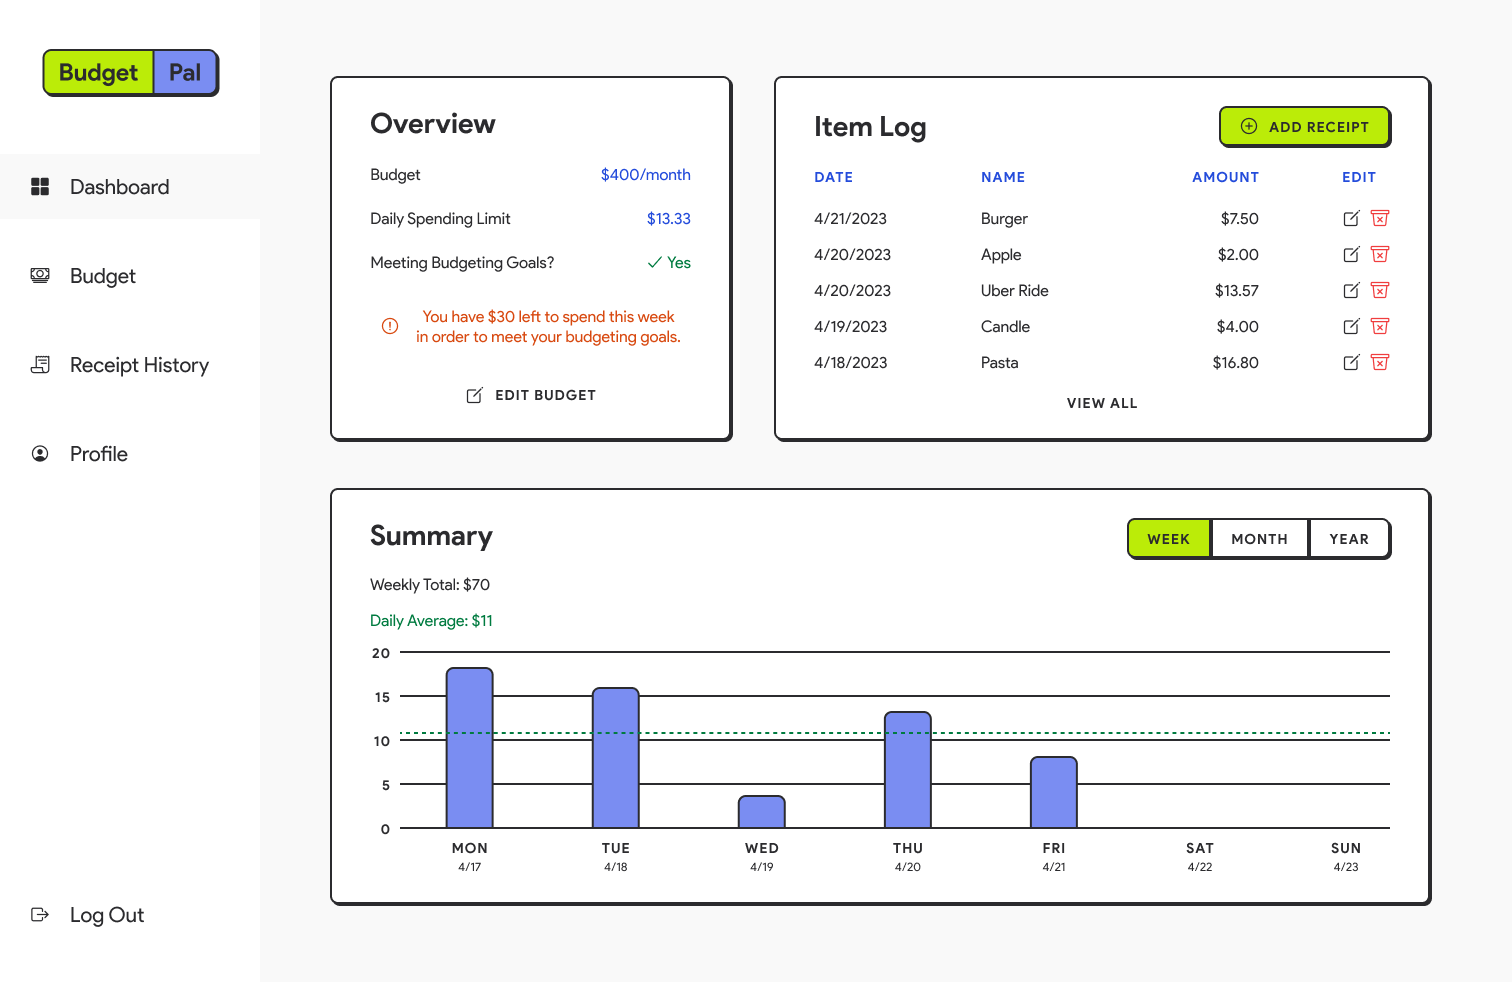 Budget Pal
Dashboard
Budget
Receipt History
Profile
Log Out
Overview
Budget $400/month
Daily Spending Limit $13.33
Meeting Budgeting Goals? Yes
You have $30 left to spend this week
in order to meet your budgeting goals.
EDIT BUDGET
Item Log
ADD RECEIPT
DATE NAME AMOUNT EDIT
4/21/2023 Burger $7.50
4/20/2023 Apple $2.00
4/20/2023 Uber Ride $13.57
4/19/2023 Candle $4.00
4/18/2023 Pasta $16.80
VIEW ALL
Summary
WEEK MONTH YEAR
Weekly Total: $70
Daily Average: $11
20
15
10
5
0
MON TUE WED THU FRI SAT SUN
4/17 4/18 4/19 4/20 4/21 4/22 4/23